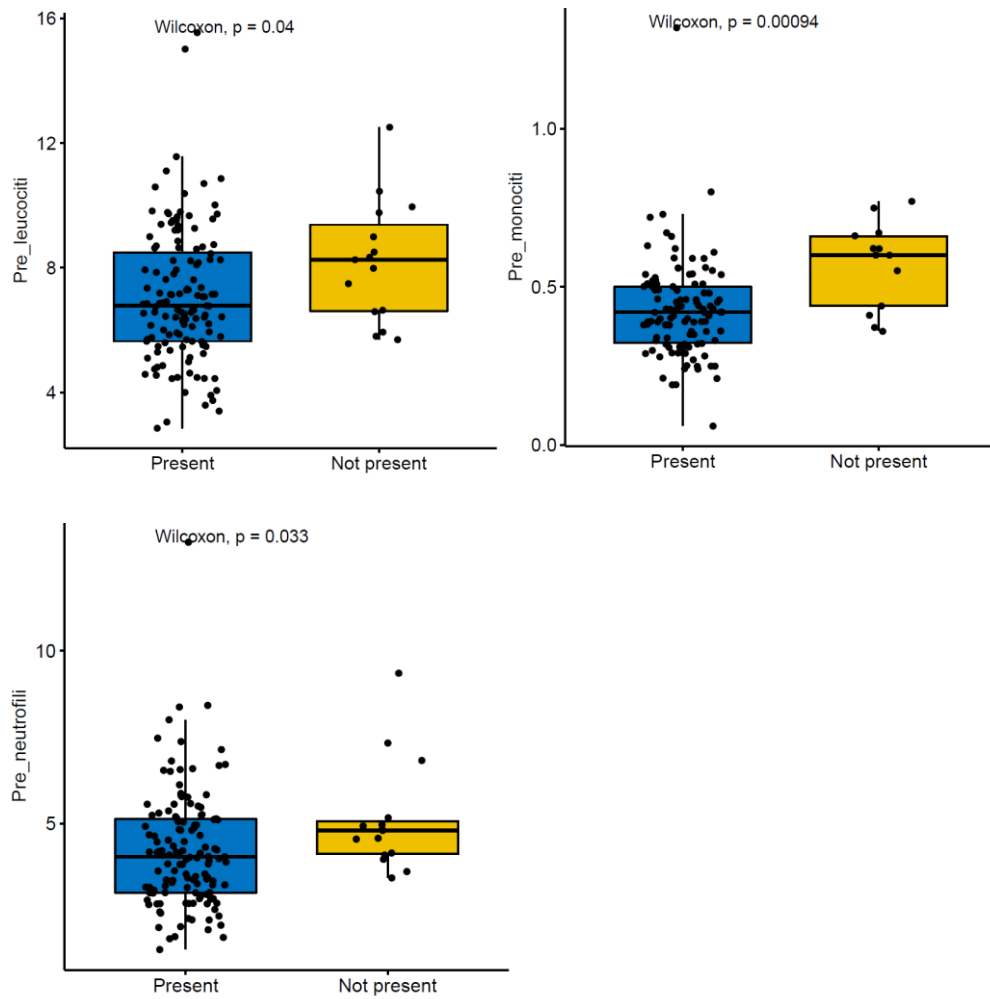 Wilcoxon, p = 0.04
16
12
8
4
Pre_leucociti
Present Not present
Wilcoxon, p = 0.00094
1.0
0.5
0.0
Pre_monociti
Present Not present
Wilcoxon, p = 0.033
10
5
Pre_neutrofili
Present Not present